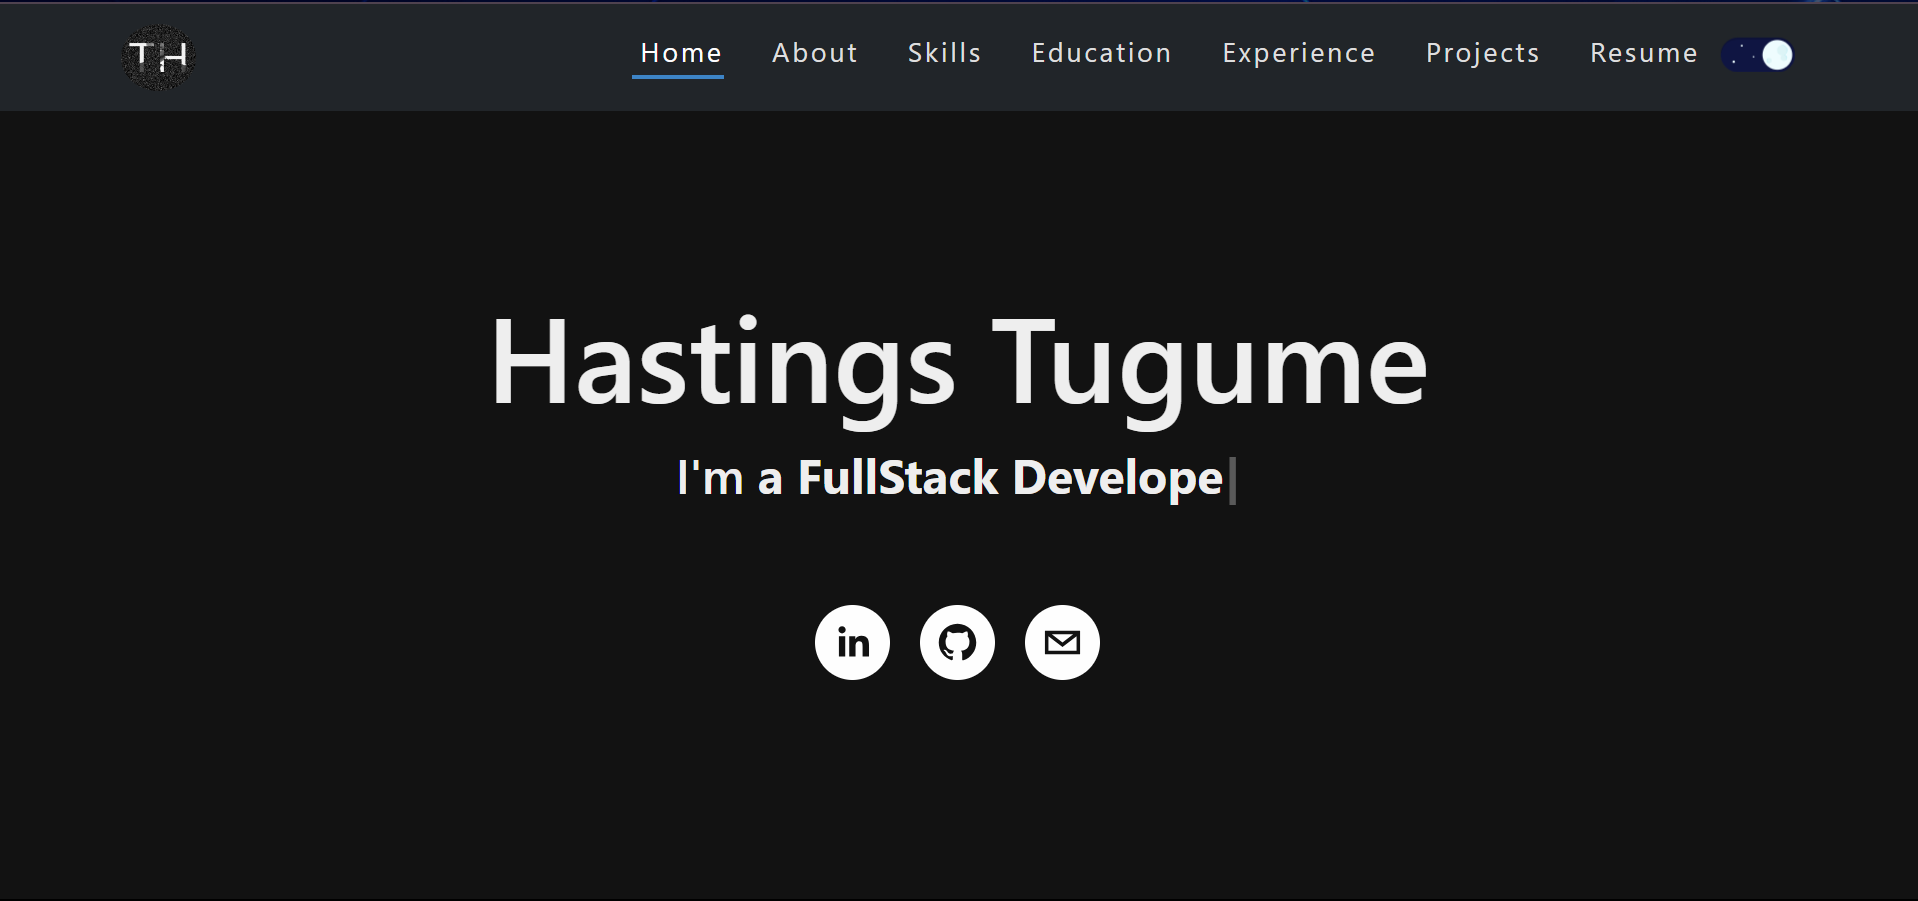 TH
Home About Skills Education Experience Projects Resume
Hastings Tugume
I'm a FullStack Develope|
in